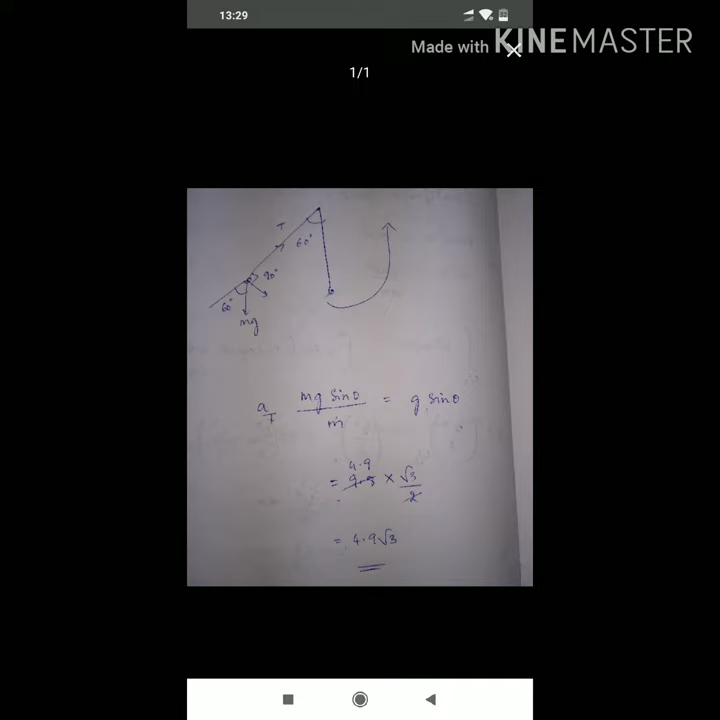 13:29
Made with KINEMASTER
1/1
T
60°
90°
60°
mg
a
T
mg sinθ
m
= g sinθ
4.9
= × √3
2
= 4.9√3